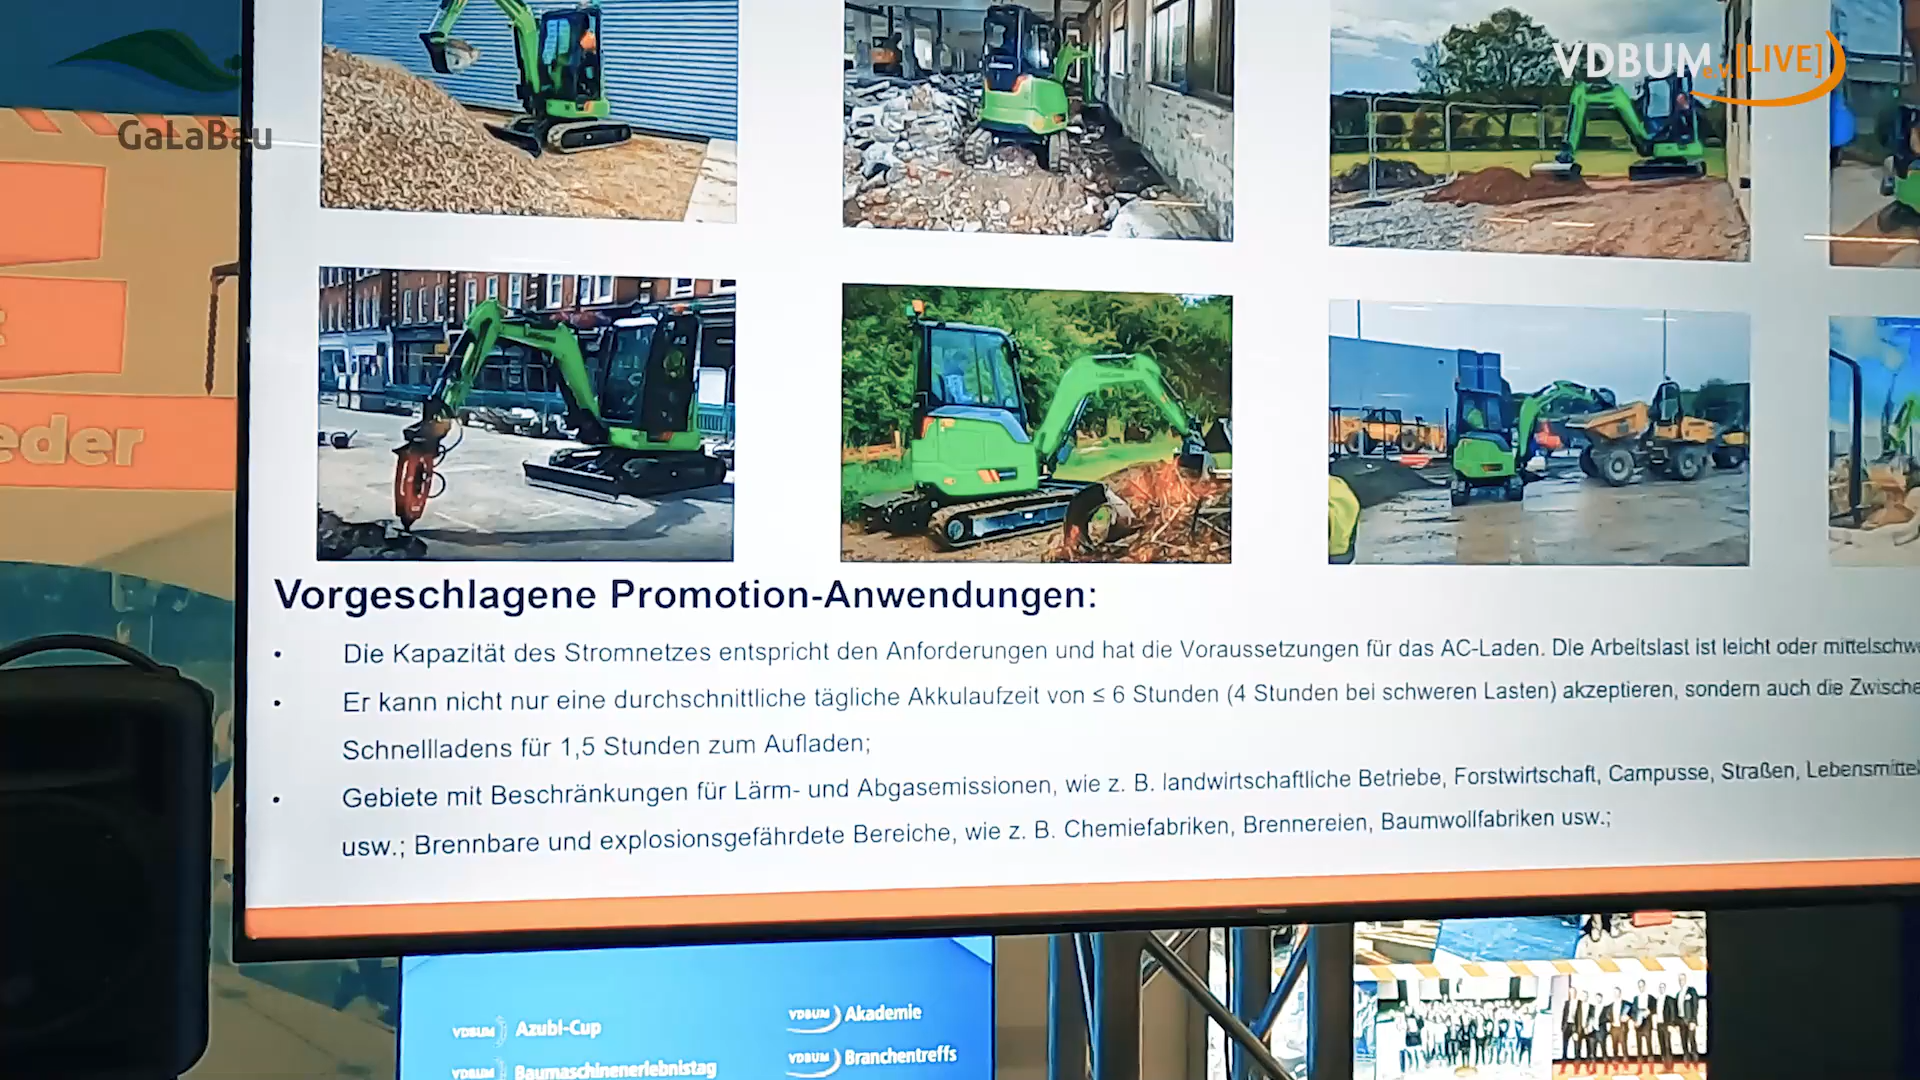 GaLaBau
VDBUM e.V. [LIVE]
eder
Vorgeschlagene Promotion-Anwendungen:
• Die Kapazität des Stromnetzes entspricht den Anforderungen und hat die Voraussetzungen für das AC-Laden. Die Arbeitslast ist leicht oder mittelschwe
• Er kann nicht nur eine durchschnittliche tägliche Akkulaufzeit von ≤ 6 Stunden (4 Stunden bei schweren Lasten) akzeptieren, sondern auch die Zwische
Schnellladens für 1,5 Stunden zum Aufladen;
• Gebiete mit Beschränkungen für Lärm- und Abgasemissionen, wie z. B. landwirtschaftliche Betriebe, Forstwirtschaft, Campusse, Straßen, Lebensmittel
usw.; Brennbare und explosionsgefährdete Bereiche, wie z. B. Chemiefabriken, Brennereien, Baumwollfabriken usw.;
VDBUM Azubi-Cup
VDBUM Akademie
VDBUM Baumaschinenerlebnistag
VDBUM Branchentreffs